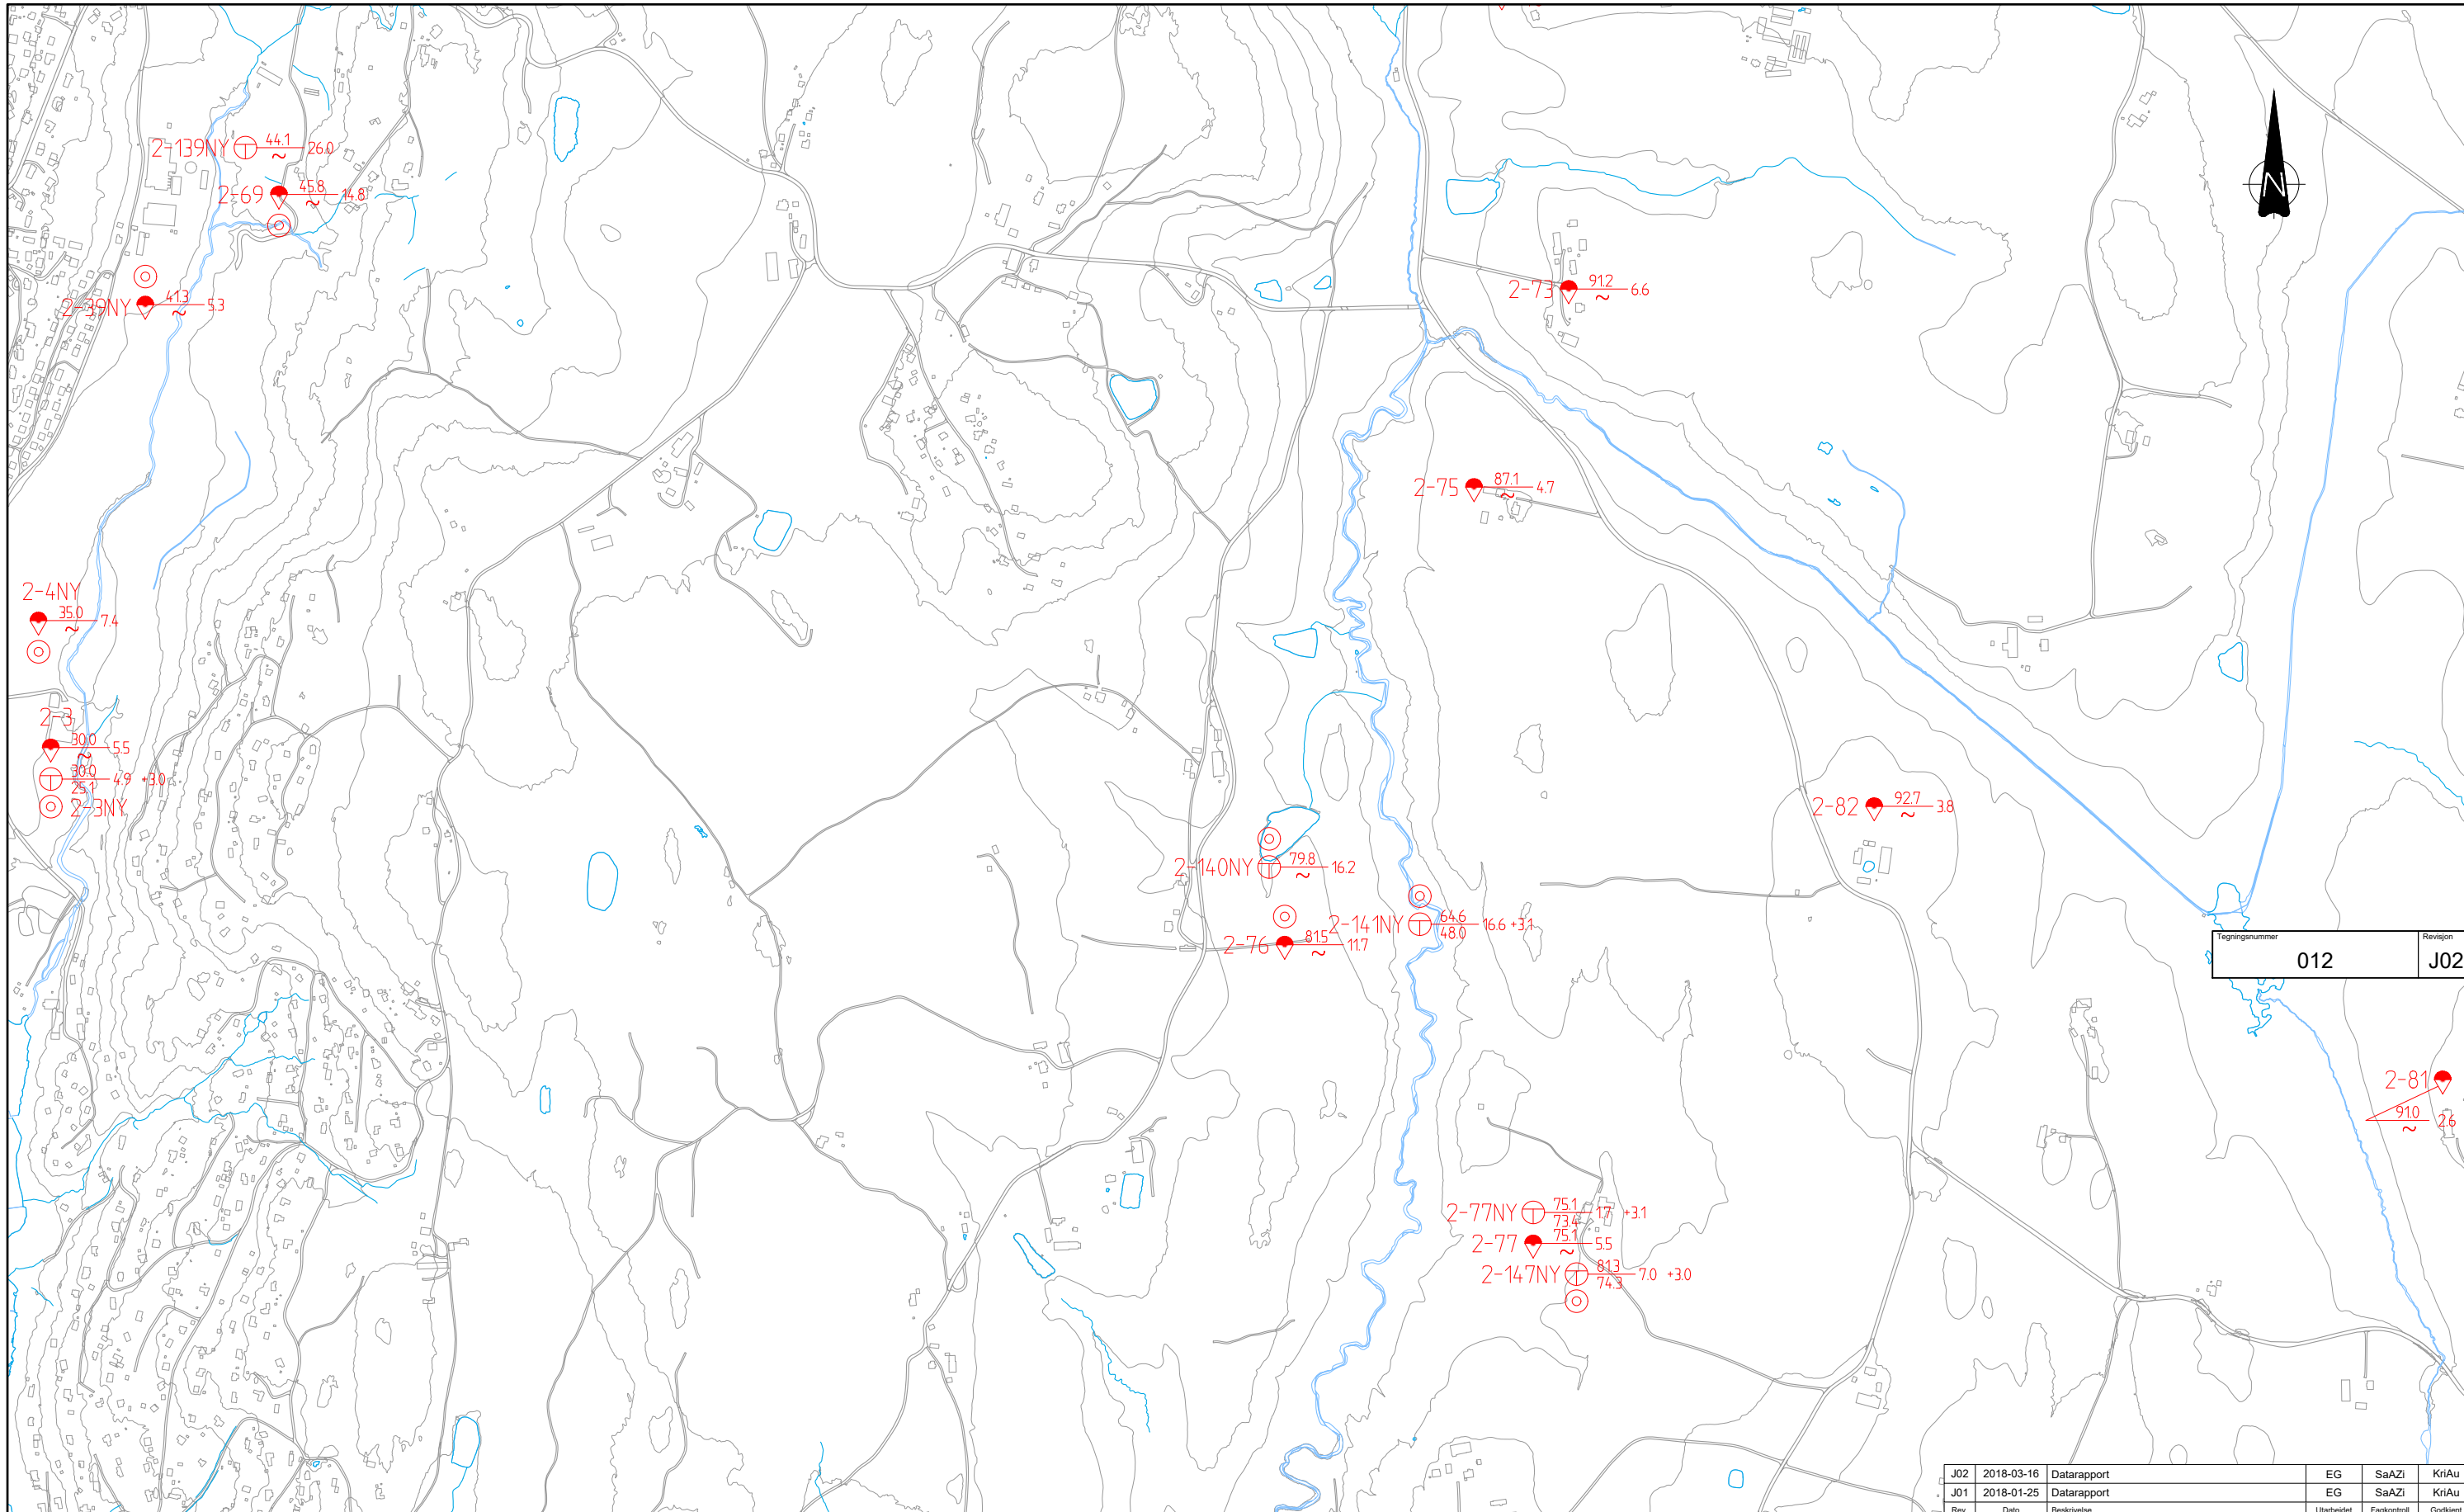 2-139NY 44.1 ~ 26.0
2-69 45.8 ~ 14.8
2-39NY 41.3 ~ 5.3
N
2-73 91.2 ~ 6.6
2-75 87.1 ~ 4.7
2-4NY
35.0 ~ 7.4
2-3
30.0 ~ 5.5
30.0 25.1 4.9 +3.0
2-3NY
2-82 92.7 ~ 3.8
2-140NY 79.8 ~ 16.2
2-141NY 64.6 48.0 16.6 +3.1
2-76 81.5 ~ 11.7
Tegningsnummer Revisjon
012 J02
2-81
91.0 ~ 2.6
2-77NY 75.1 73.4 1.7 +3.1
2-77 75.1 ~ 5.5
2-147NY 81.3 74.3 7.0 +3.0
J02 2018-03-16 Datarapport EG SaAZi KriAu
J01 2018-01-25 Datarapport EG SaAZi KriAu
Rev. Dato Beskrivelse Utarbeidet Fagkontroll Godkjent